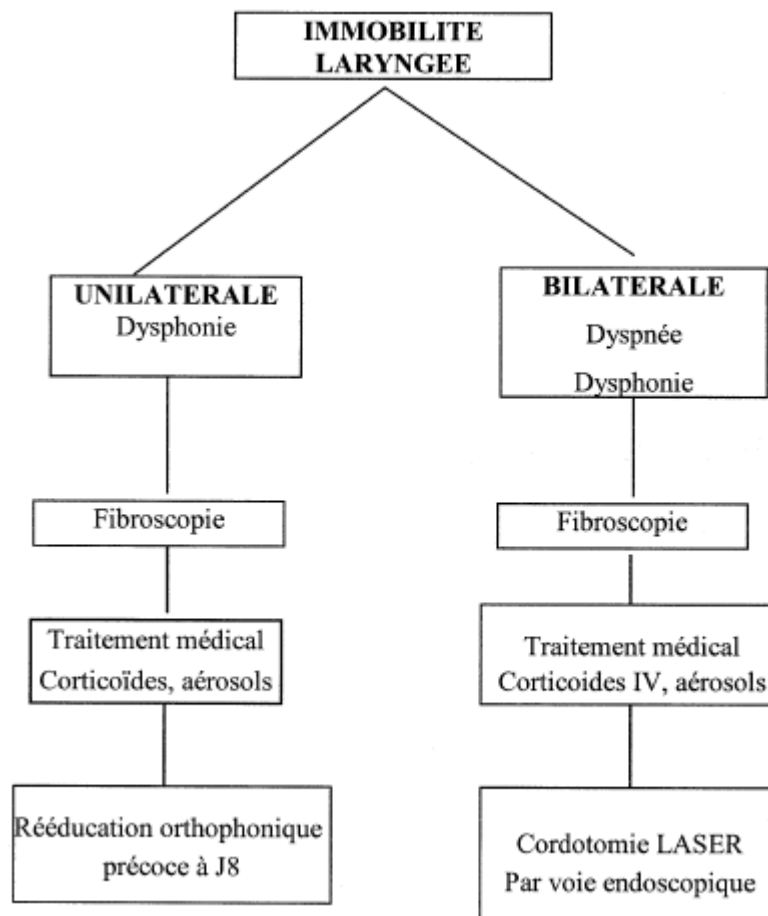 IMMOBILITE
LARYNGEE
UNILATERALE
Dysphonie
Fibroscopie
Traitement médical
Corticoïdes, aérosols
Rééducation orthophonique
précoce à J8
BILATERALE
Dyspnée
Dysphonie
Fibroscopie
Traitement médical
Corticoides IV, aérosols
Cordotomie LASER
Par voie endoscopique